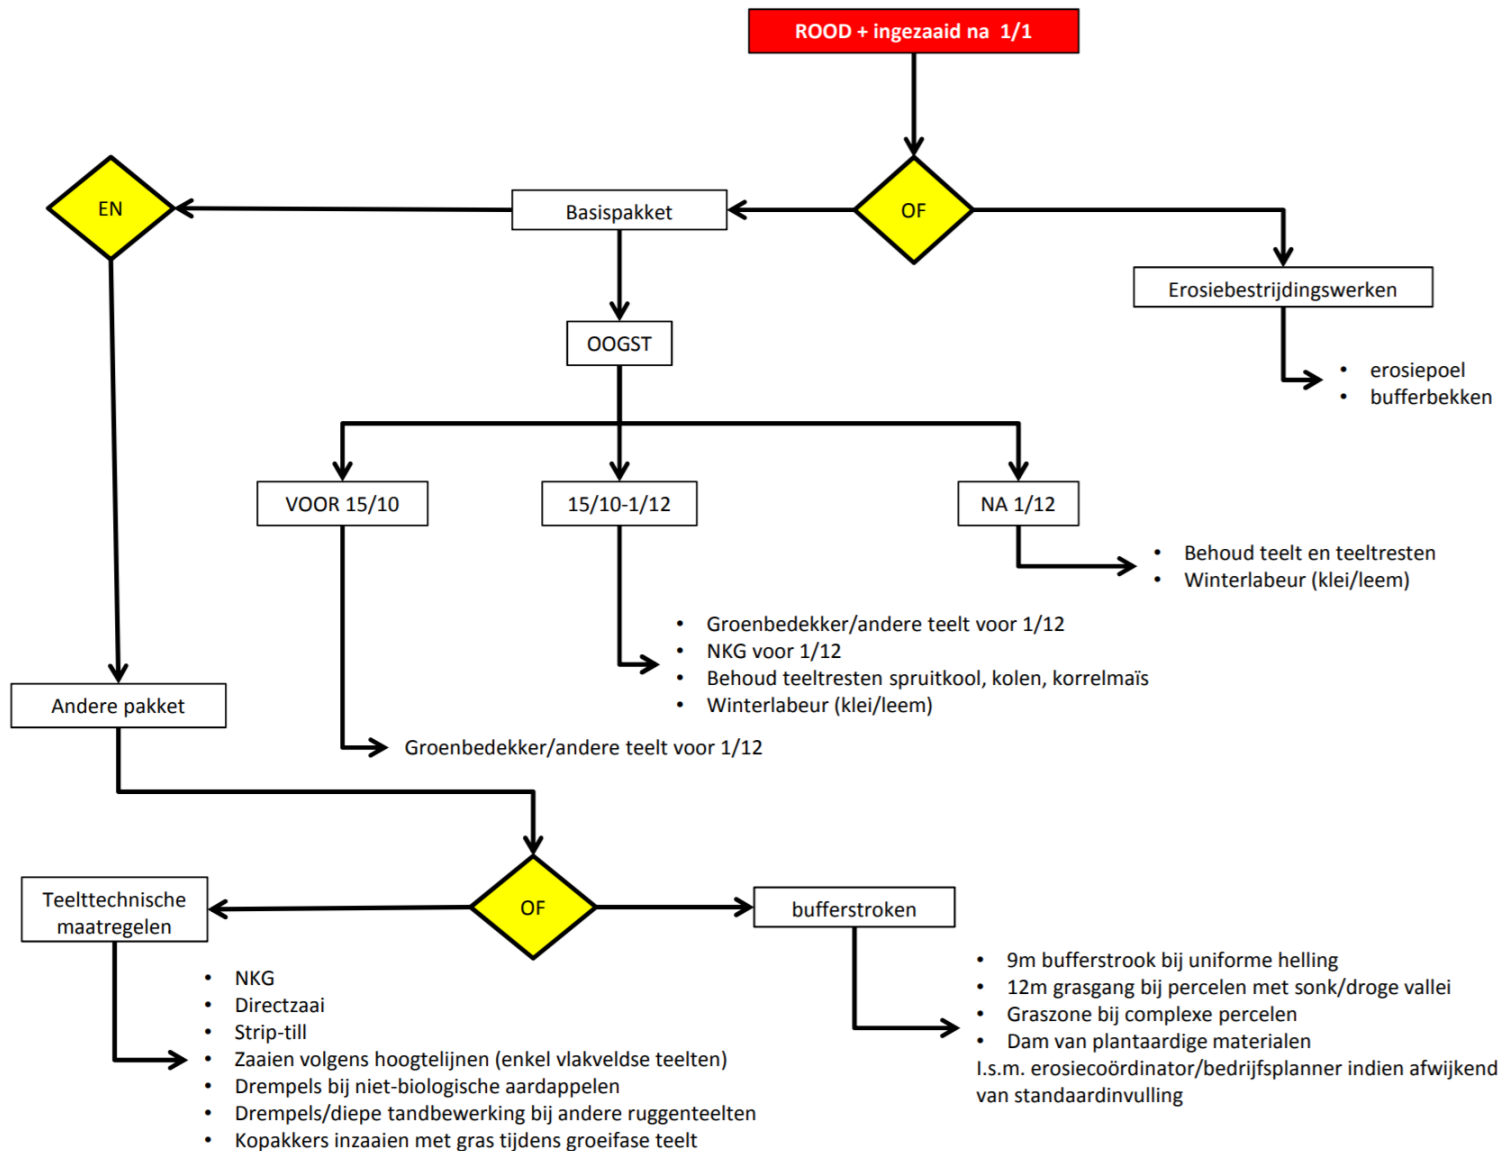 ROOD + ingezaaid na 1/1
EN
Basispakket
OF
Erosiebestrijdingswerken
OOGST
• erosiepoel
• bufferbekken
VOOR 15/10
15/10-1/12
NA 1/12
• Behoud teelt en teeltresten
• Winterlabeur (klei/leem)
• Groenbedekker/andere teelt voor 1/12
• NKG voor 1/12
• Behoud teeltresten spruitkool, kolen, korrelmaïs
• Winterlabeur (klei/leem)
Andere pakket
Groenbedekker/andere teelt voor 1/12
Teelttechnische
maatregelen
OF
bufferstroken
• NKG
• Directzaai
• Strip-till
• Zaaien volgens hoogtelijnen (enkel vlakveldse teelten)
• Drempels bij niet-biologische aardappelen
• Drempels/diepe tandbewerking bij andere ruggenteelten
• Kopakkers inzaaien met gras tijdens groeifase teelt
• 9m bufferstrook bij uniforme helling
• 12m grasgang bij percelen met sonk/droge vallei
• Graszone bij complexe percelen
• Dam van plantaardige materialen
I.s.m. erosiecoördinator/bedrijfsplanner indien afwijkend
van standaardinvulling